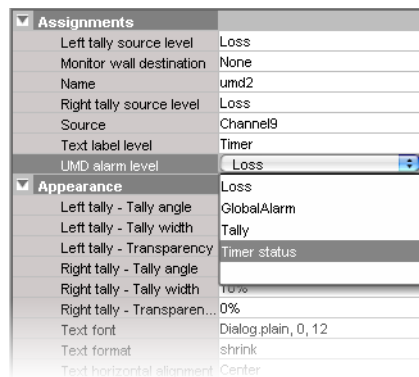 Assignments
Left tally source level Loss
Monitor wall destination None
Name umd2
Right tally source level Loss
Source Channel9
Text label level Timer
UMD alarm level Loss
Loss
GlobalAlarm
Tally
Timer status
Appearance
Left tally - Tally angle
Left tally - Tally width
Left tally - Transparency
Right tally - Tally angle
Right tally - Tally width 10%
Right tally - Transparen... 0%
Text font Dialog.plain, 0, 12
Text format shrink
Text horizontal alignment Center